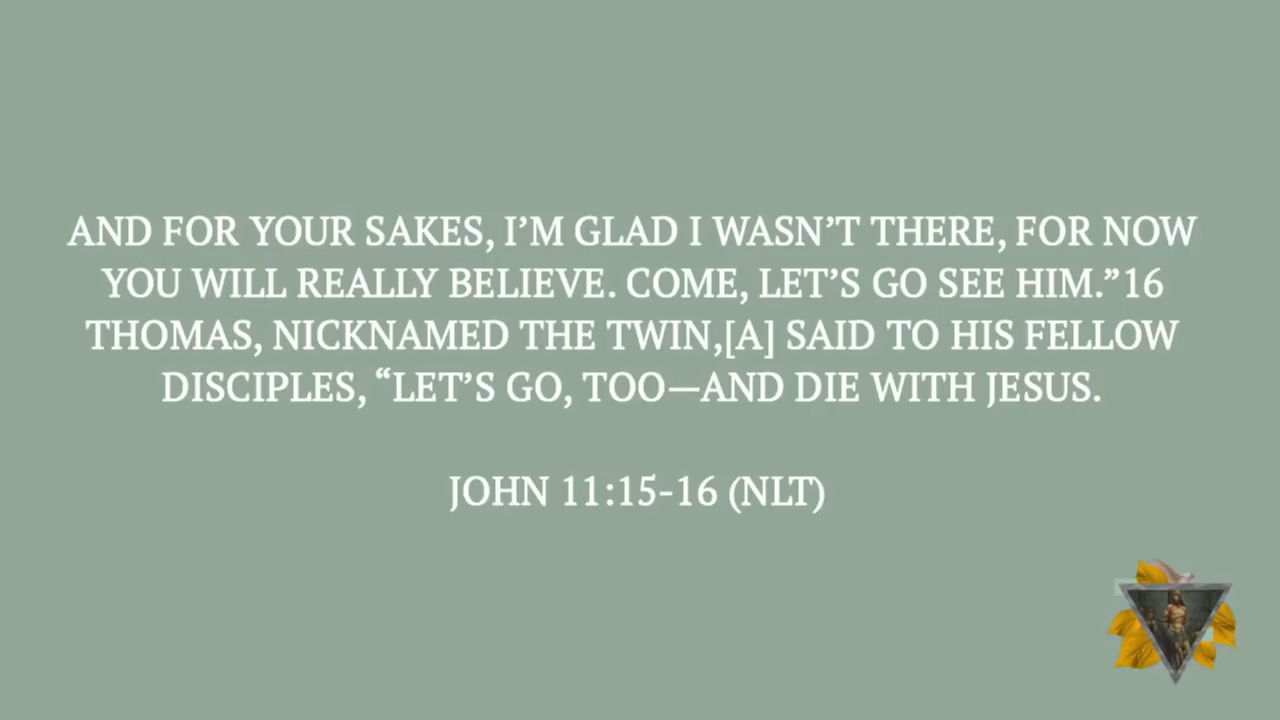 AND FOR YOUR SAKES, I’M GLAD I WASN’T THERE, FOR NOW
YOU WILL REALLY BELIEVE. COME, LET’S GO SEE HIM.”16
THOMAS, NICKNAMED THE TWIN,[A] SAID TO HIS FELLOW
DISCIPLES, “LET’S GO, TOO—AND DIE WITH JESUS.
JOHN 11:15-16 (NLT)